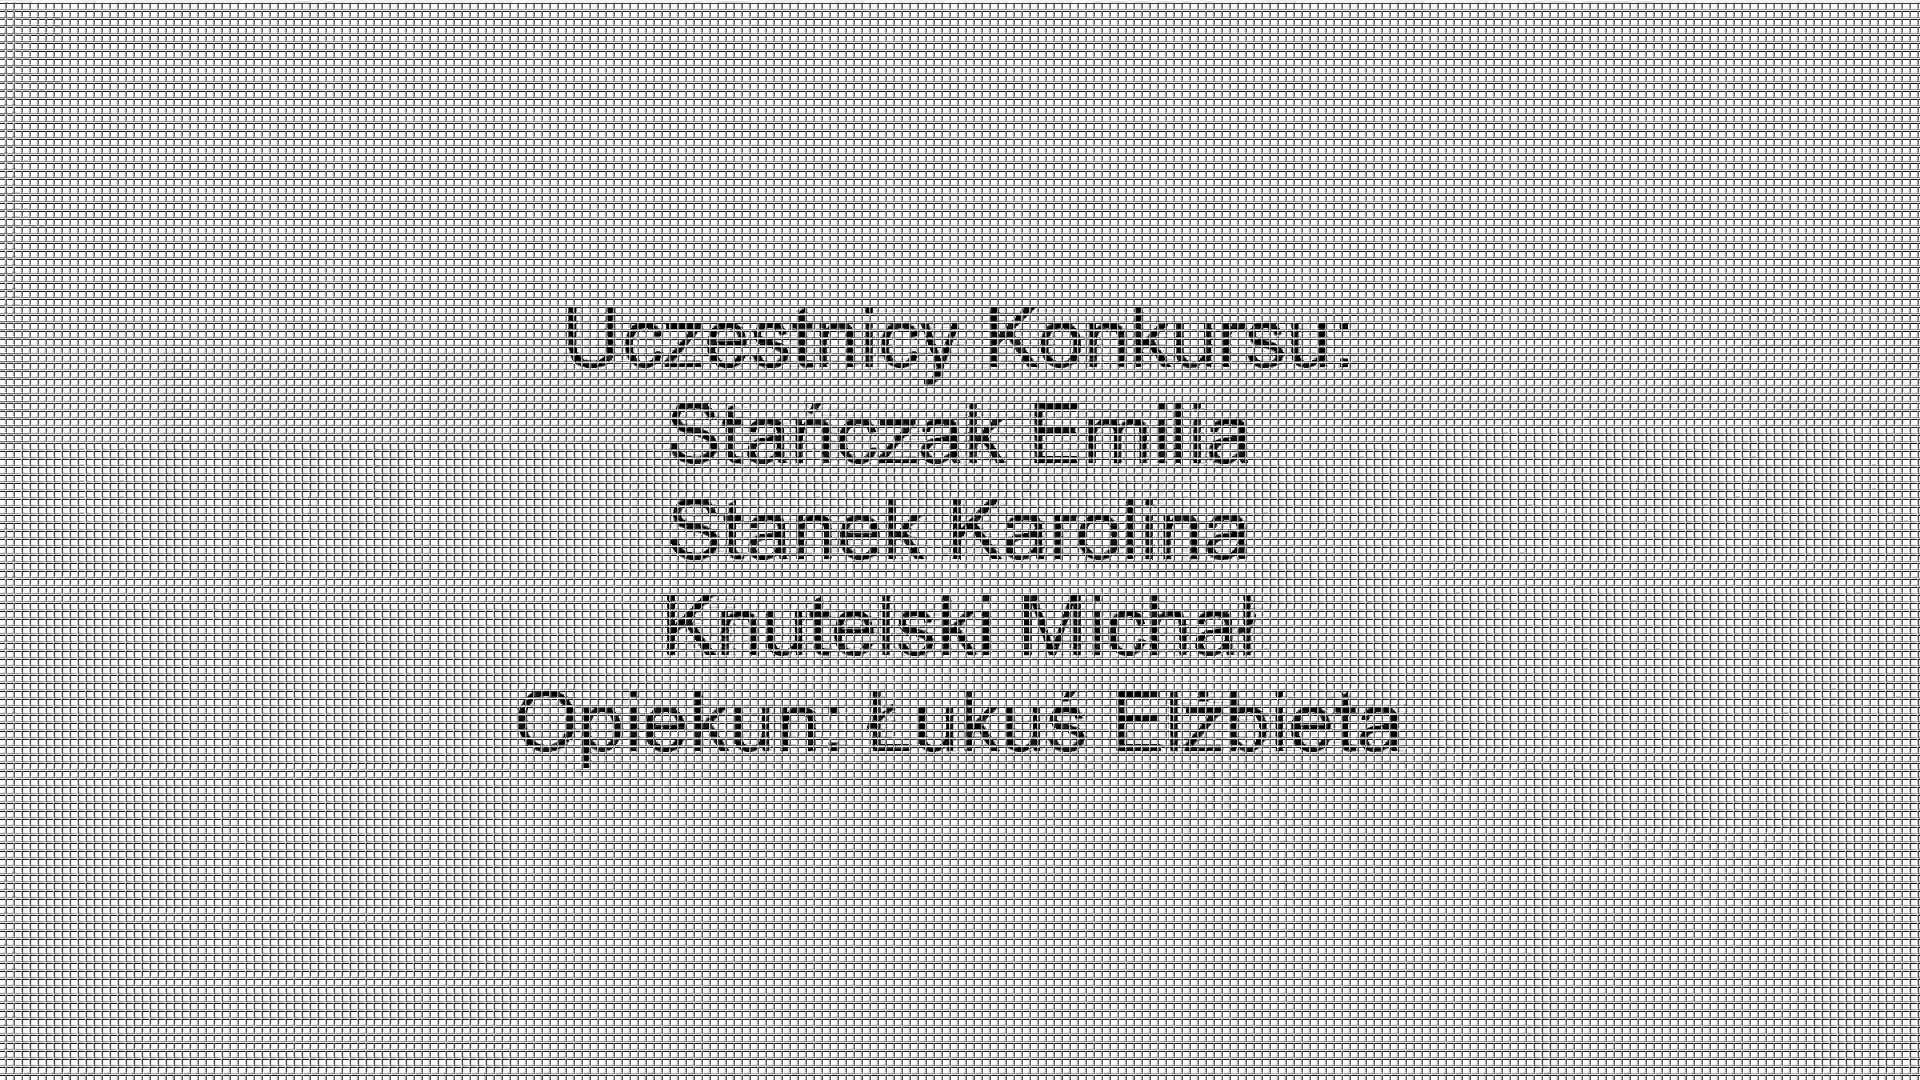 Uczestnicy Konkursu:
Stańczak Emilia
Stanek Karolina
Knutelski Michał
Opiekun: Łukuś Elżbieta